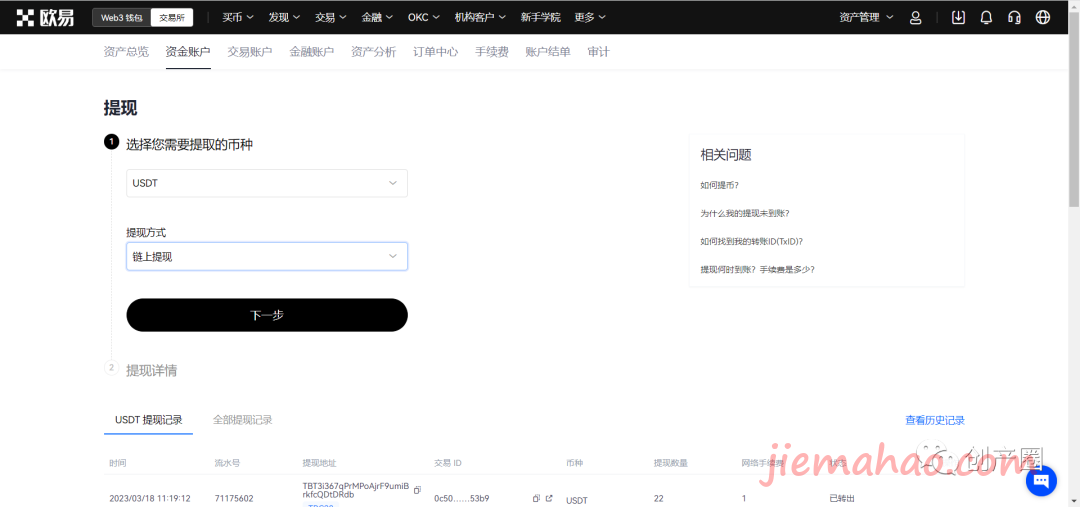 欧易 Web3 钱包 交易所 买币 发现 交易 金融 OKC 机构客户 新手学院 更多 资产管理
资产总览 资金账户 交易账户 金融账户 资产分析 订单中心 手续费 账户结单 审计
提现
1 选择您需要提取的币种
USDT
提现方式
链上提现
下一步
2 提现详情
相关问题
如何提币?
为什么我的提现未到账?
如何找到我的转账ID(TxID)?
提现何时到账? 手续费是多少?
USDT 提现记录 全部提现记录 查看历史记录
时间 流水号 提现地址 交易 ID 币种 提现数量 网络手续费 状态
2023/03/18 11:19:12 71175602 TBT3i367qPrMPoAjrF9umiB 0c50......53b9 USDT 22 1 已转出
rkfcQDtDRdb
jiemahao.com